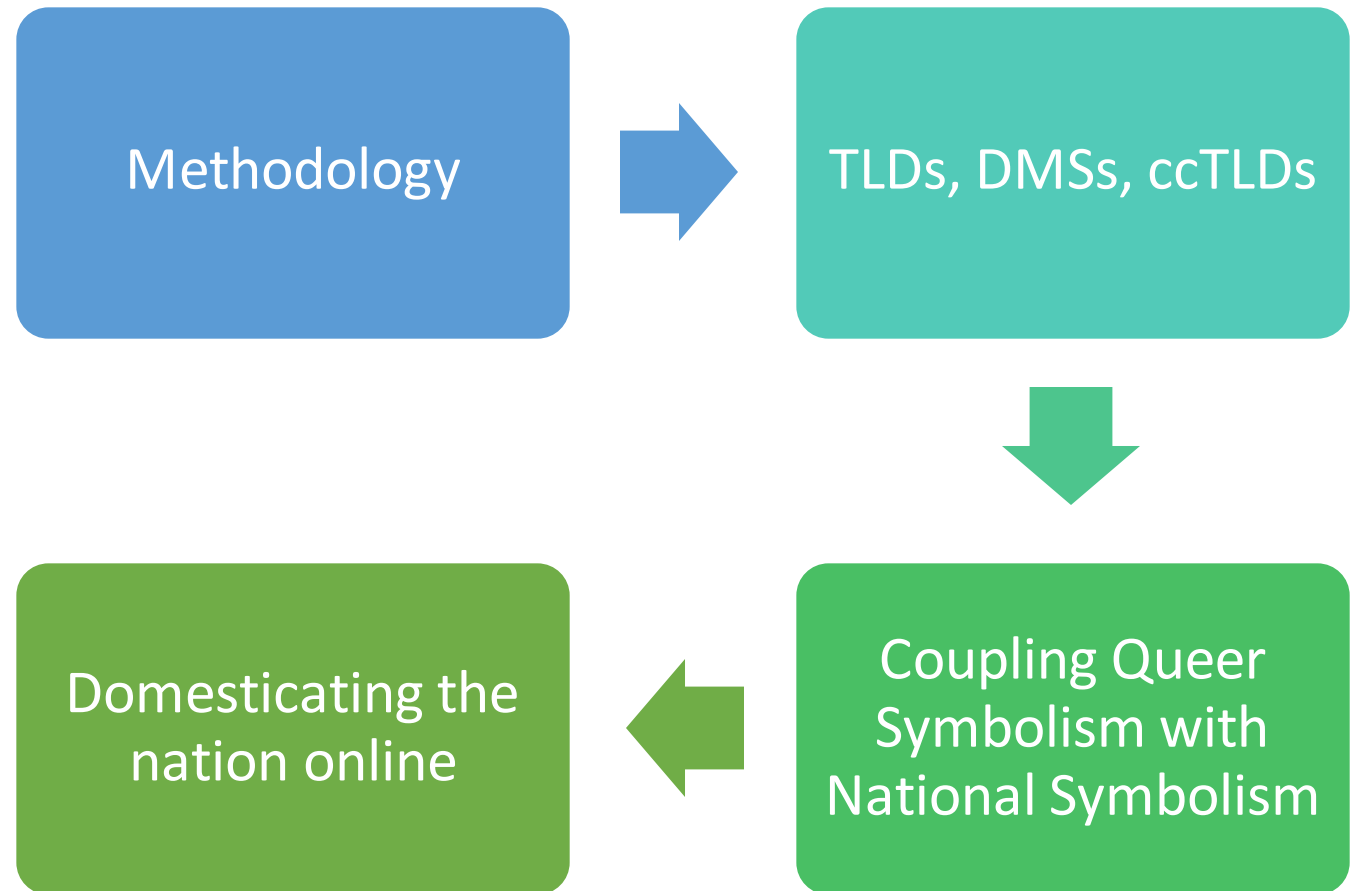 Methodology
TLDs, DMSs, ccTLDs
Coupling Queer
Symbolism with
National Symbolism
Domesticating the
nation online